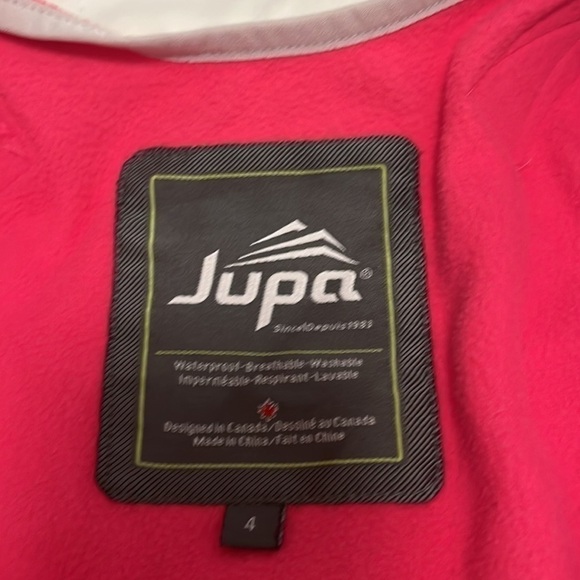 Jupa®
Since/Depuis 1983
Waterproof-Breathable-Washable
Imperméable-Respirant-Lavable
Designed in Canada/Dessiné au Canada
Made in China/Fait en Chine
4